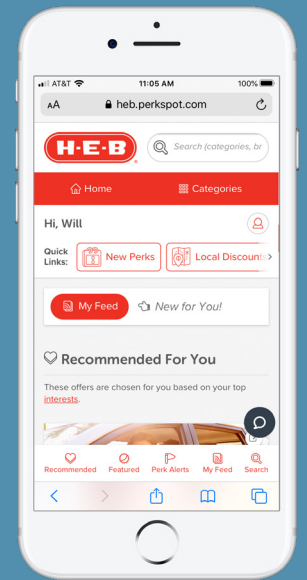 AT&T 11:05 AM 100%
AA heb.perkspot.com
H-E-B Search (categories, br
Home Categories
Hi, Will
Quick Links: New Perks Local Discounts
My Feed New for You!
Recommended For You
These offers are chosen for you based on your top
interests.
Recommended Featured Perk Alerts My Feed Search